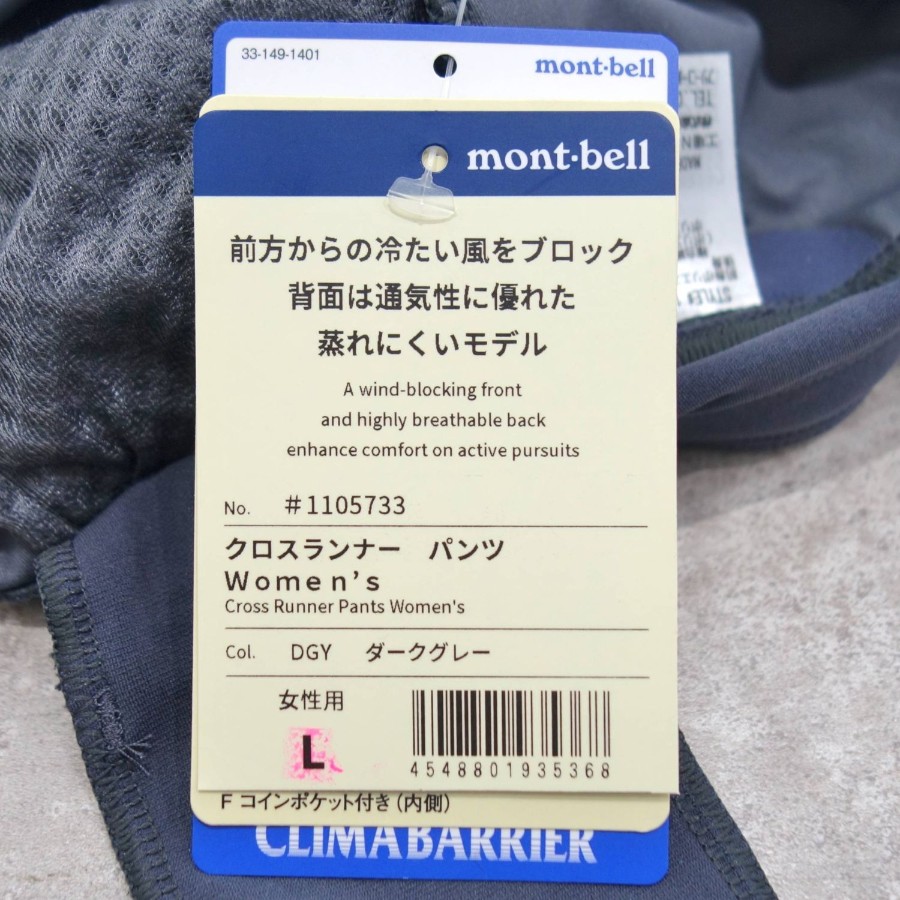 33-149-1401
mont·bell
mont·bell
前方からの冷たい風をブロック
背面は通気性に優れた
蒸れにくいモデル
A wind-blocking front
and highly breathable back
enhance comfort on active pursuits
No. #1105733
クロスランナー パンツ
Women's
Cross Runner Pants Women's
Col. DGY ダークグレー
女性用
L
4548801935368
F コインポケット付き(内側)
CLIMABARRIER
TEL
STYLE#